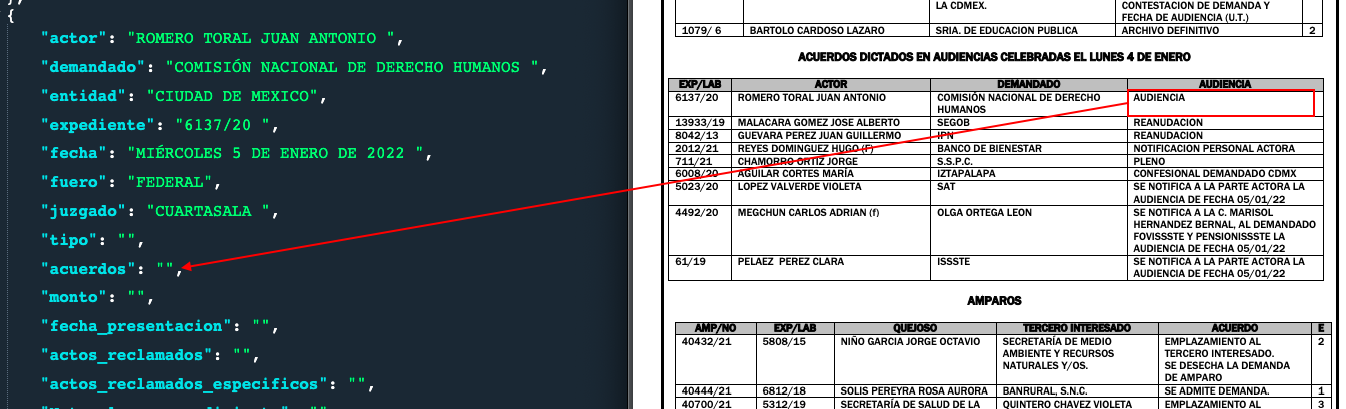 },
{
"actor": "ROMERO TORAL JUAN ANTONIO ",
"demandado": "COMISIÓN NACIONAL DE DERECHO HUMANOS ",
"entidad": "CIUDAD DE MEXICO",
"expediente": "6137/20 ",
"fecha": "MIÉRCOLES 5 DE ENERO DE 2022 ",
"fuero": "FEDERAL",
"juzgado": "CUARTASALA ",
"tipo": "",
"acuerdos": "",
"monto": "",
"fecha_presentacion": "",
"actos_reclamados": "",
"actos_reclamados_especificos": "",
LA CDMEX. CONTESTACION DE DEMANDA Y
FECHA DE AUDIENCIA (U.T.)
1079/ 6 BARTOLO CARDOSO LAZARO SRIA. DE EDUCACION PUBLICA ARCHIVO DEFINITIVO 2
ACUERDOS DICTADOS EN AUDIENCIAS CELEBRADAS EL LUNES 4 DE ENERO
EXP/LAB ACTOR DEMANDADO AUDIENCIA
6137/20 ROMERO TORAL JUAN ANTONIO COMISIÓN NACIONAL DE DERECHO AUDIENCIA
HUMANOS
13933/19 MALACARA GOMEZ JOSE ALBERTO SEGOB REANUDACION
8042/13 GUEVARA PEREZ JUAN GUILLERMO IPN REANUDACION
2012/21 REYES DOMINGUEZ HUGO (F) BANCO DE BIENESTAR NOTIFICACION PERSONAL ACTORA
711/21 CHAMORRO ORTIZ JORGE S.S.P.C. PLENO
6008/20 AGUILAR CORTES MARÍA IZTAPALAPA CONFESIONAL DEMANDADO CDMX
5023/20 LOPEZ VALVERDE VIOLETA SAT SE NOTIFICA A LA PARTE ACTORA LA
AUDIENCIA DE FECHA 05/01/22
4492/20 MEGCHUN CARLOS ADRIAN (f) OLGA ORTEGA LEON SE NOTIFICA A LA C. MARISOL
HERNANDEZ BERNAL, AL DEMANDADO
FOVISSSTE Y PENSIONISSSTE LA
AUDIENCIA DE FECHA 05/01/22
61/19 PELAEZ PEREZ CLARA ISSSTE SE NOTIFICA A LA PARTE ACTORA LA
AUDIENCIA DE FECHA 05/01/22
AMPAROS
AMP/NO EXP/LAB QUEJOSO TERCERO INTERESADO ACUERDO E
40432/21 5808/15 NIÑO GARCIA JORGE OCTAVIO SECRETARÍA DE MEDIO EMPLAZAMIENTO AL 2
AMBIENTE Y RECURSOS TERCERO INTERESADO.
NATURALES Y/OS. SE DESECHA LA DEMANDA
DE AMPARO
40444/21 6812/18 SOLIS PEREYRA ROSA AURORA BANRURAL, S.N.C. SE ADMITE DEMANDA. 1
40700/21 5312/19 SECRETARÍA DE SALUD DE LA QUINTERO CHAVEZ VIOLETA EMPLAZAMIENTO AL 3